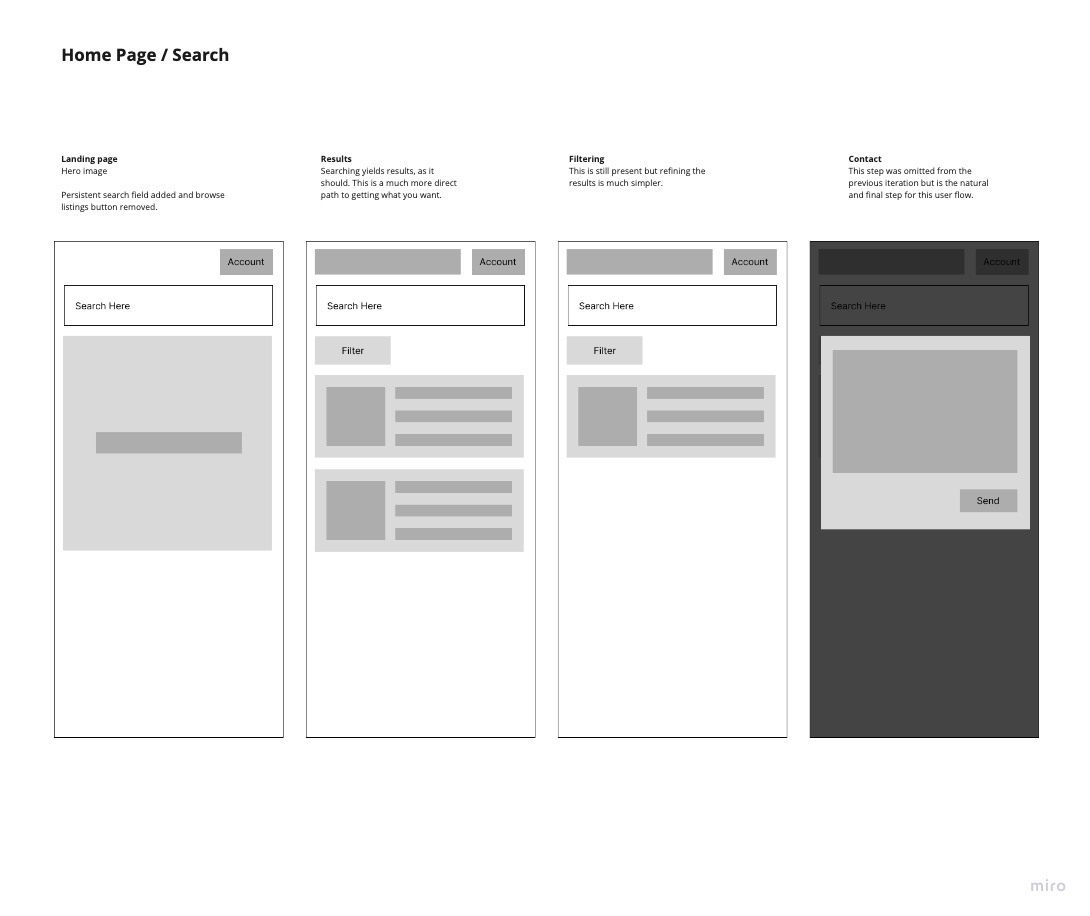 Home Page / Search
Landing page
Hero image
Persistent search field added and browse
listings button removed.
Results
Searching yields results, as it
should. This is a much more direct
path to getting what you want.
Filtering
This is still present but refining the
results is much simpler.
Contact
This step was omitted from the
previous iteration but is the natural
and final step for this user flow.
Account
Search Here
Account
Search Here
Filter
Account
Search Here
Filter
Account
Search Here
Send
miro